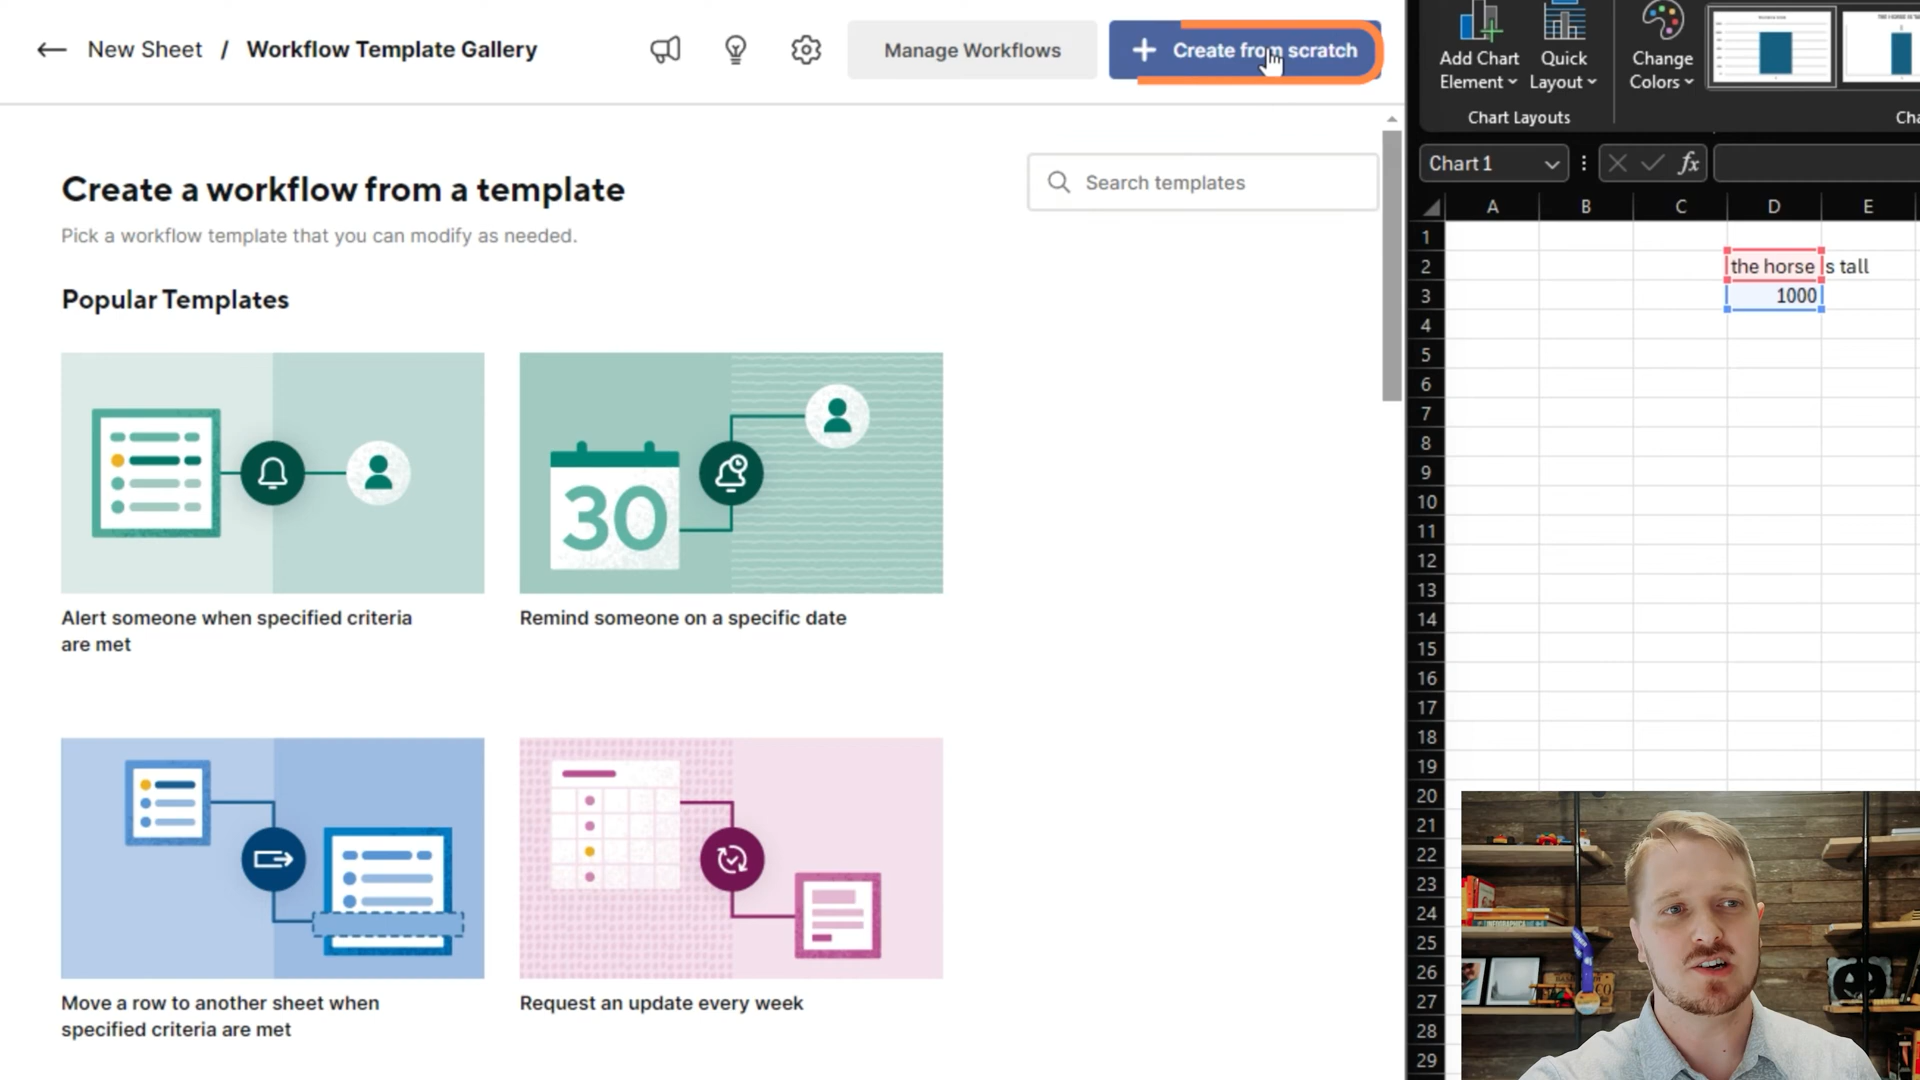 New Sheet / Workflow Template Gallery
Manage Workflows
Create from scratch
Create a workflow from a template
Pick a workflow template that you can modify as needed.
Search templates
Popular Templates
30
Alert someone when specified criteria
are met
Remind someone on a specific date
Move a row to another sheet when
specified criteria are met
Request an update every week
Add Chart
Element
Quick
Layout
Change
Colors
Chart Layouts
Cha
Chart 1
fx
A B C D E
1
2 the horse is tall
3 1000
4
5
6
7
8
9
10
11
12
13
14
15
16
17
18
19
20
21
22
23
24
25
26
27
28
29